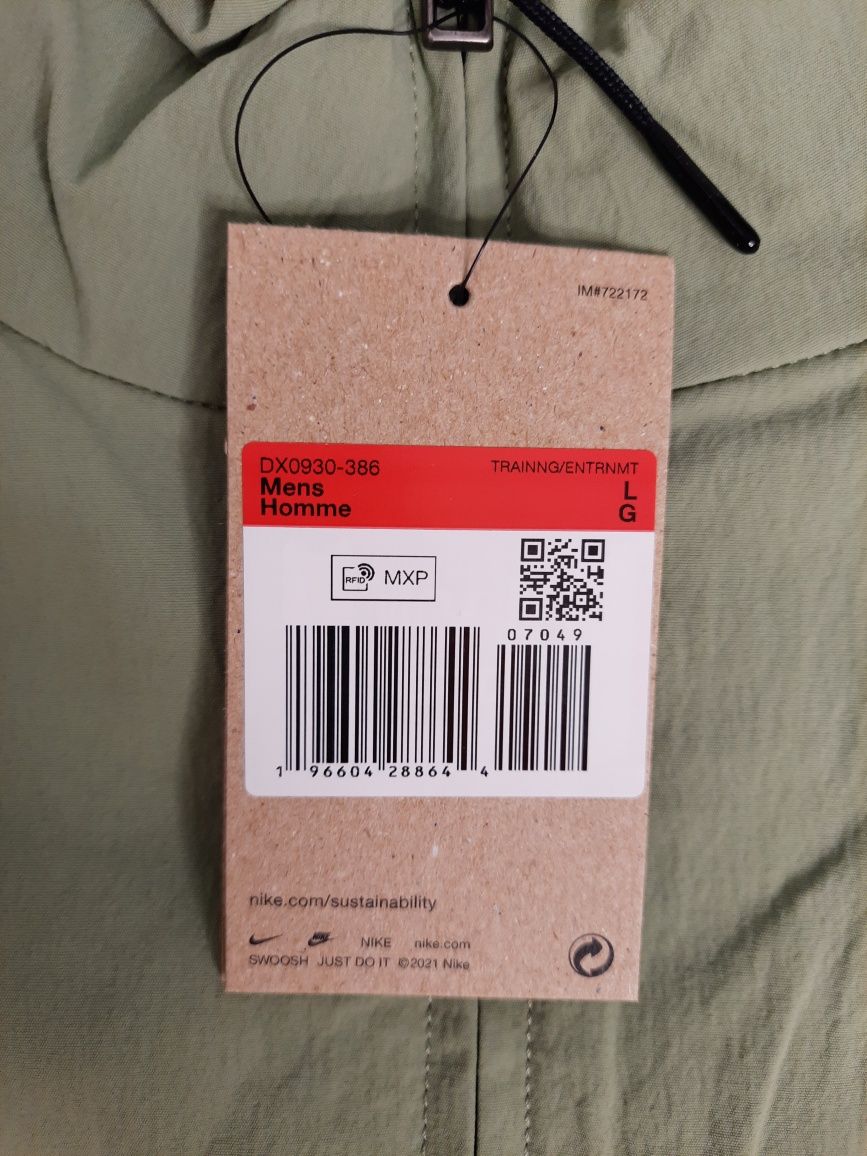 IM#722172
DX0930-386 TRAINNG/ENTRNMT
Mens L
Homme G
RFID MXP
07049
1 96604 28864 4
nike.com/sustainability
NIKE nike.com
SWOOSH JUST DO IT ©2021 Nike